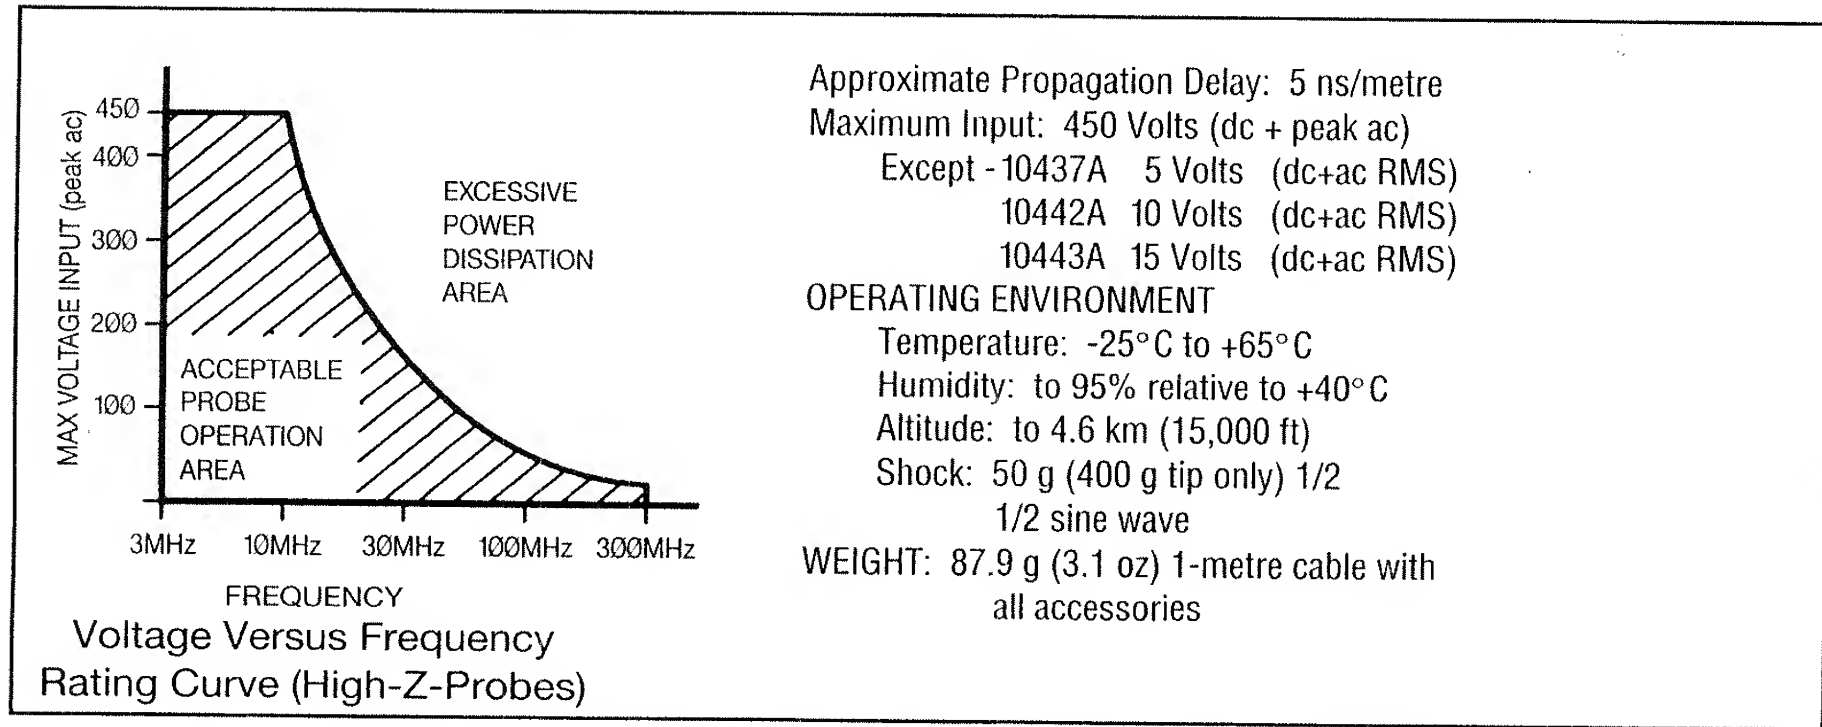 450
400
300
200
100
MAX VOLTAGE INPUT (peak ac)
EXCESSIVE
POWER
DISSIPATION
AREA
ACCEPTABLE
PROBE
OPERATION
AREA
3MHz 10MHz 30MHz 100MHz 300MHz
FREQUENCY
Voltage Versus Frequency
Rating Curve (High-Z-Probes)
Approximate Propagation Delay: 5 ns/metre
Maximum Input: 450 Volts (dc + peak ac)
Except - 10437A 5 Volts (dc+ac RMS)
10442A 10 Volts (dc+ac RMS)
10443A 15 Volts (dc+ac RMS)
OPERATING ENVIRONMENT
Temperature: -25°C to +65°C
Humidity: to 95% relative to +40°C
Altitude: to 4.6 km (15,000 ft)
Shock: 50 g (400 g tip only) 1/2
1/2 sine wave
WEIGHT: 87.9 g (3.1 oz) 1-metre cable with
all accessories